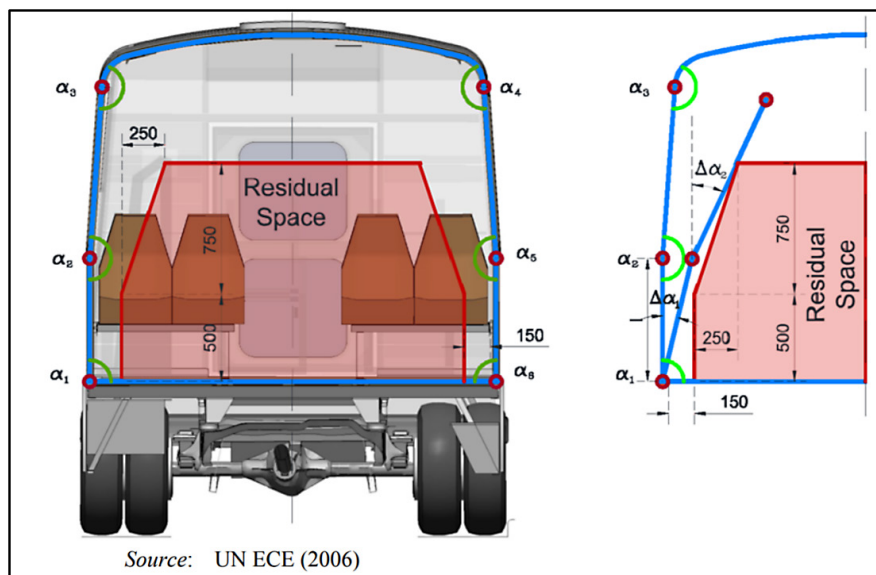 α₃
α₄
250
Residual
Space
750
α₂
α₅
500
150
α₁
α₆
Source: UN ECE (2006)
α₃
Δα₂
750
α₂
Δα₁
Residual
Space
250
500
α₁
150